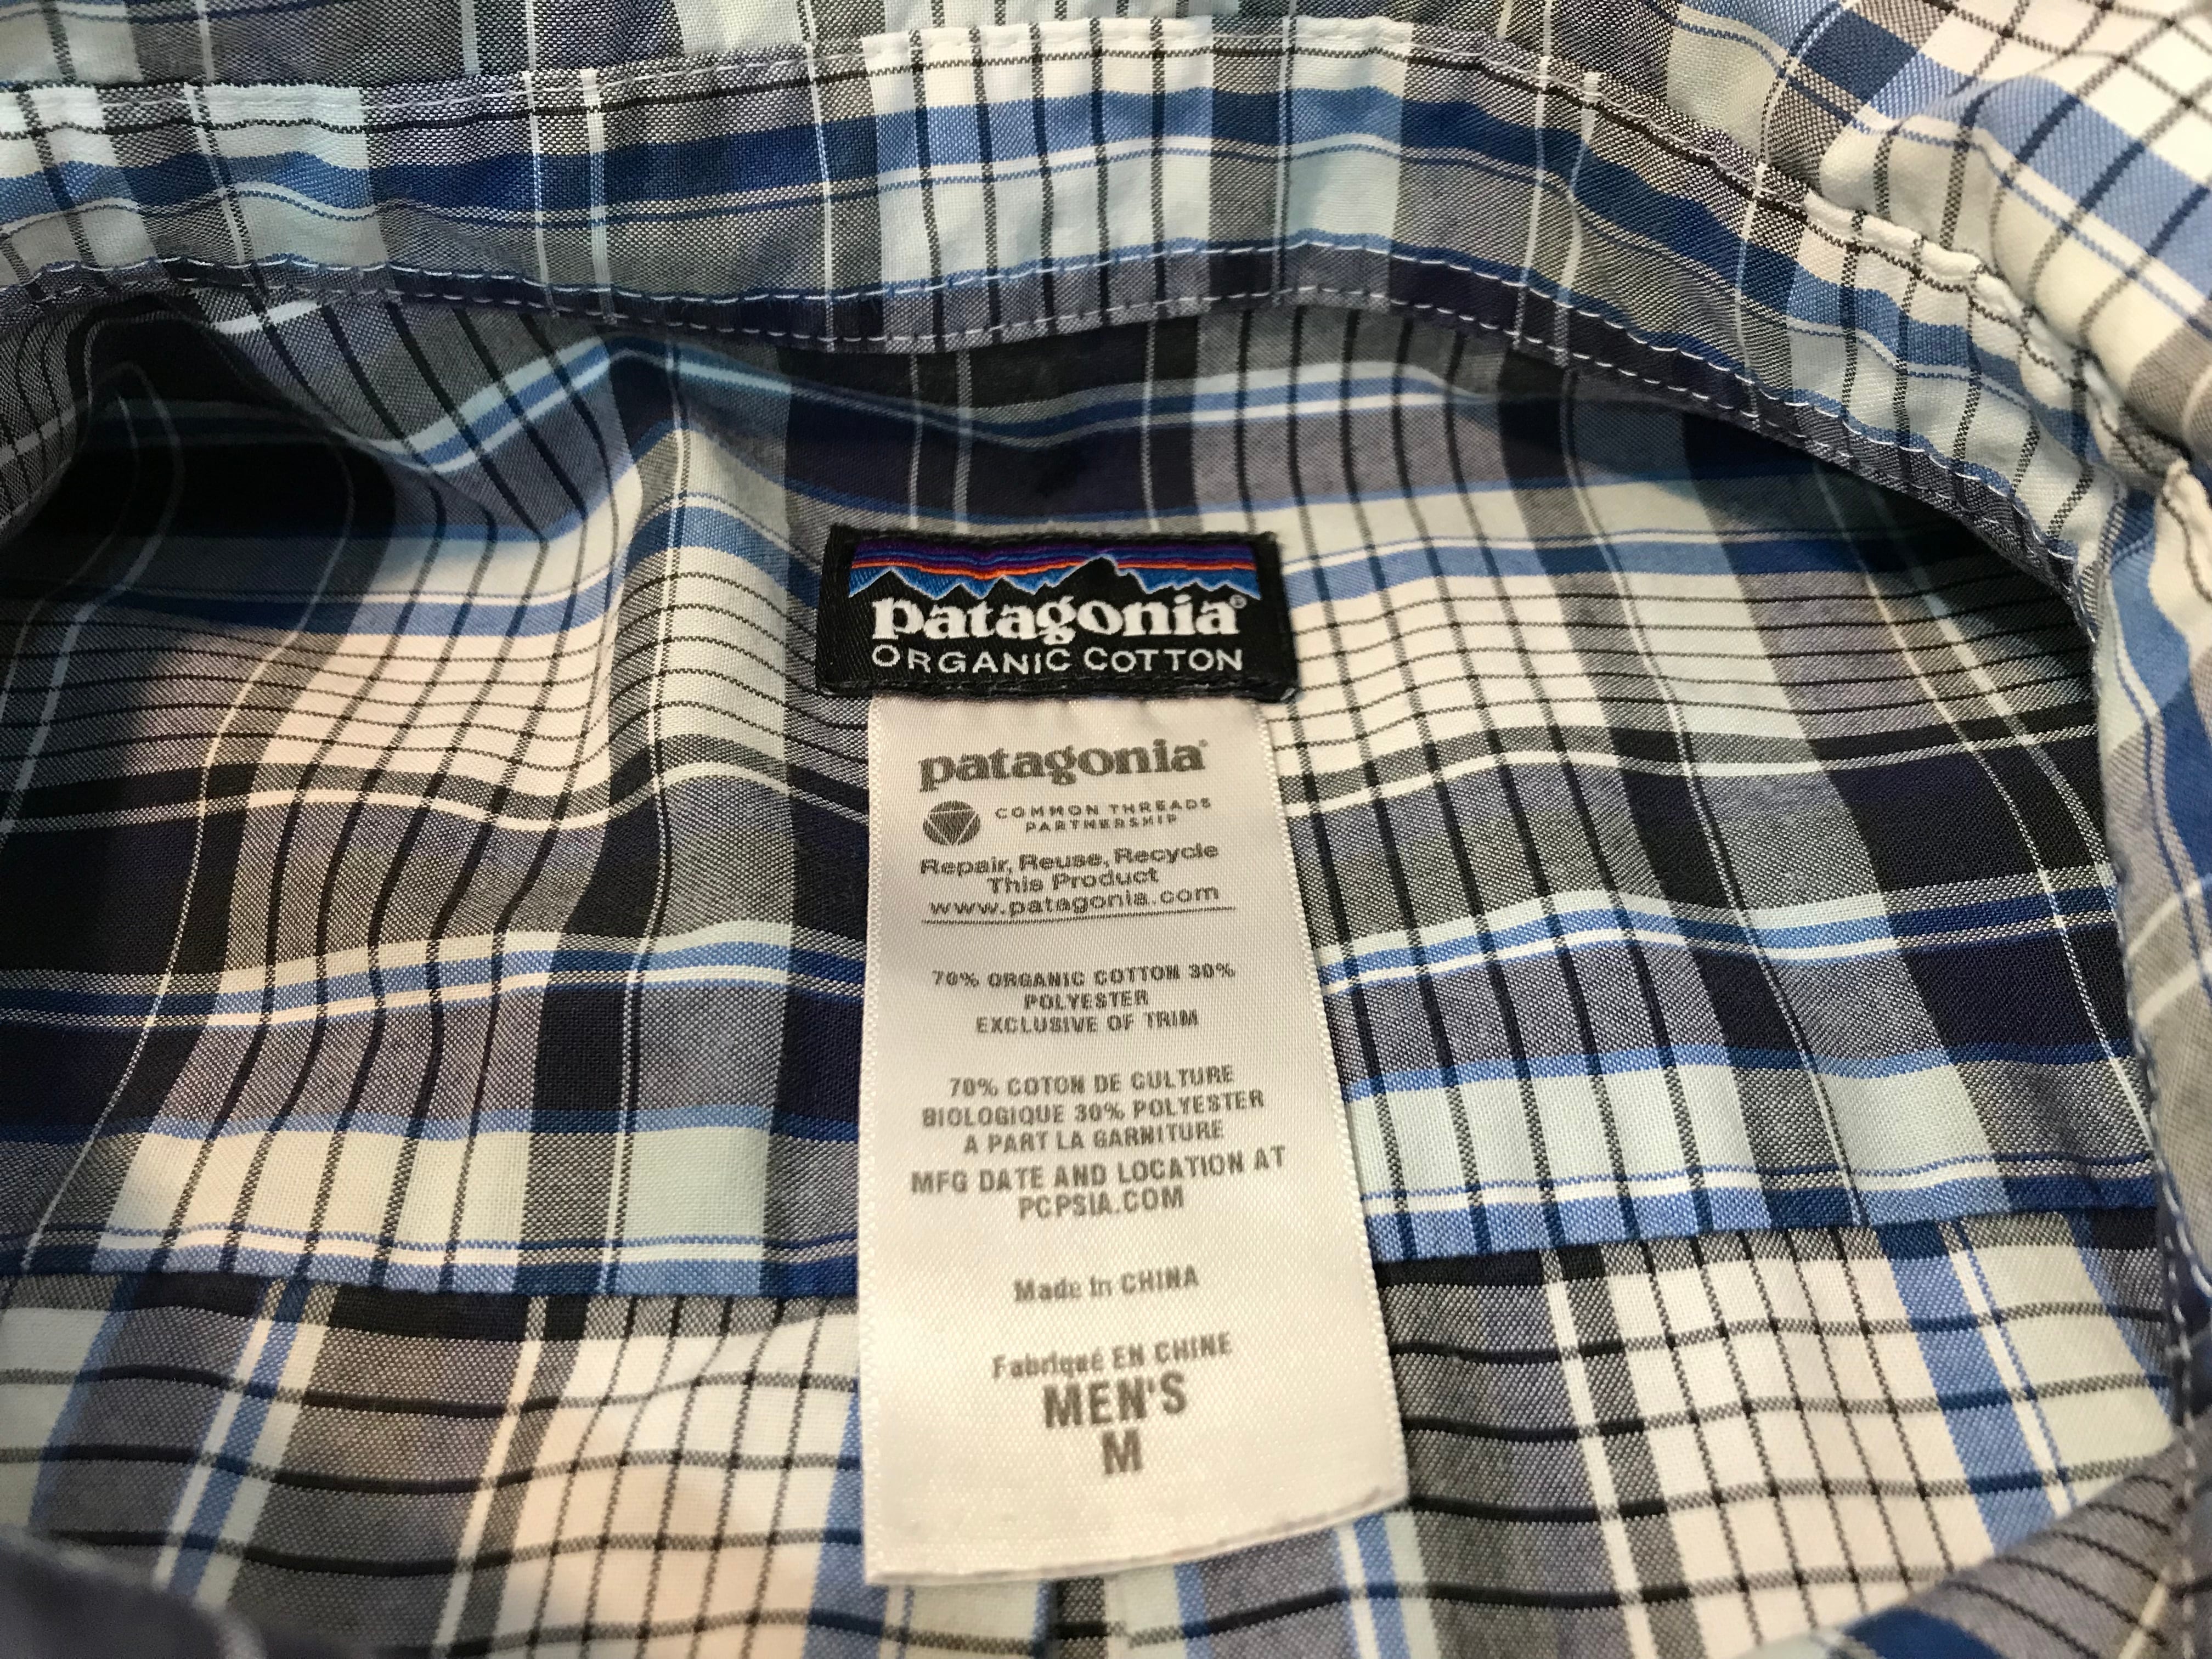 patagonia®
ORGANIC COTTON
patagonia®
COMMON THREADS
PARTNERSHIP
Repair, Reuse, Recycle
This Product
www.patagonia.com
70% ORGANIC COTTON 30%
POLYESTER
EXCLUSIVE OF TRIM
70% COTON DE CULTURE
BIOLOGIQUE 30% POLYESTER
A PART LA GARNITURE
MFG DATE AND LOCATION AT
PCPSIA.COM
Made In CHINA
Fabriqué EN CHINE
MEN'S
M